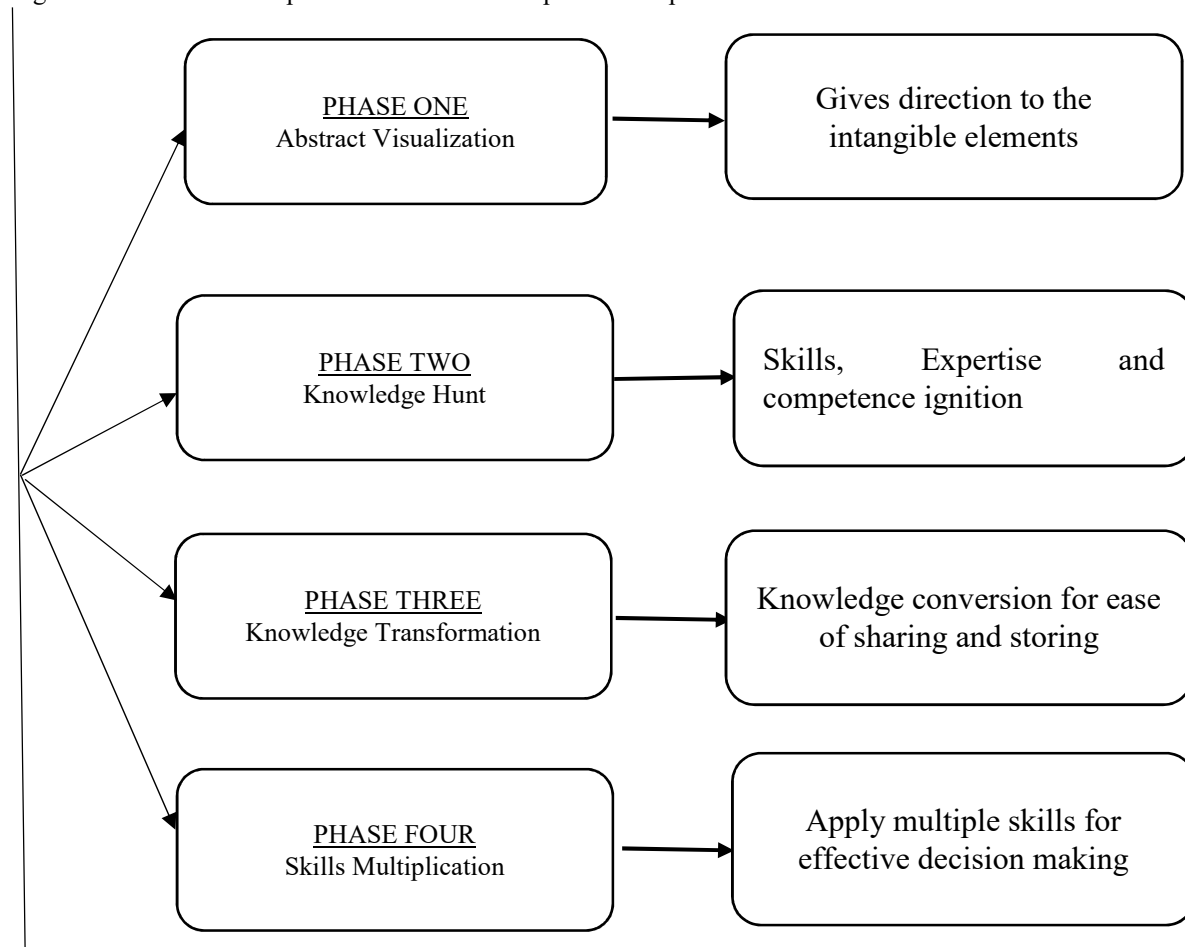 PHASE ONE
Abstract Visualization
Gives direction to the
intangible elements
PHASE TWO
Knowledge Hunt
Skills, Expertise and
competence ignition
PHASE THREE
Knowledge Transformation
Knowledge conversion for ease
of sharing and storing
PHASE FOUR
Skills Multiplication
Apply multiple skills for
effective decision making